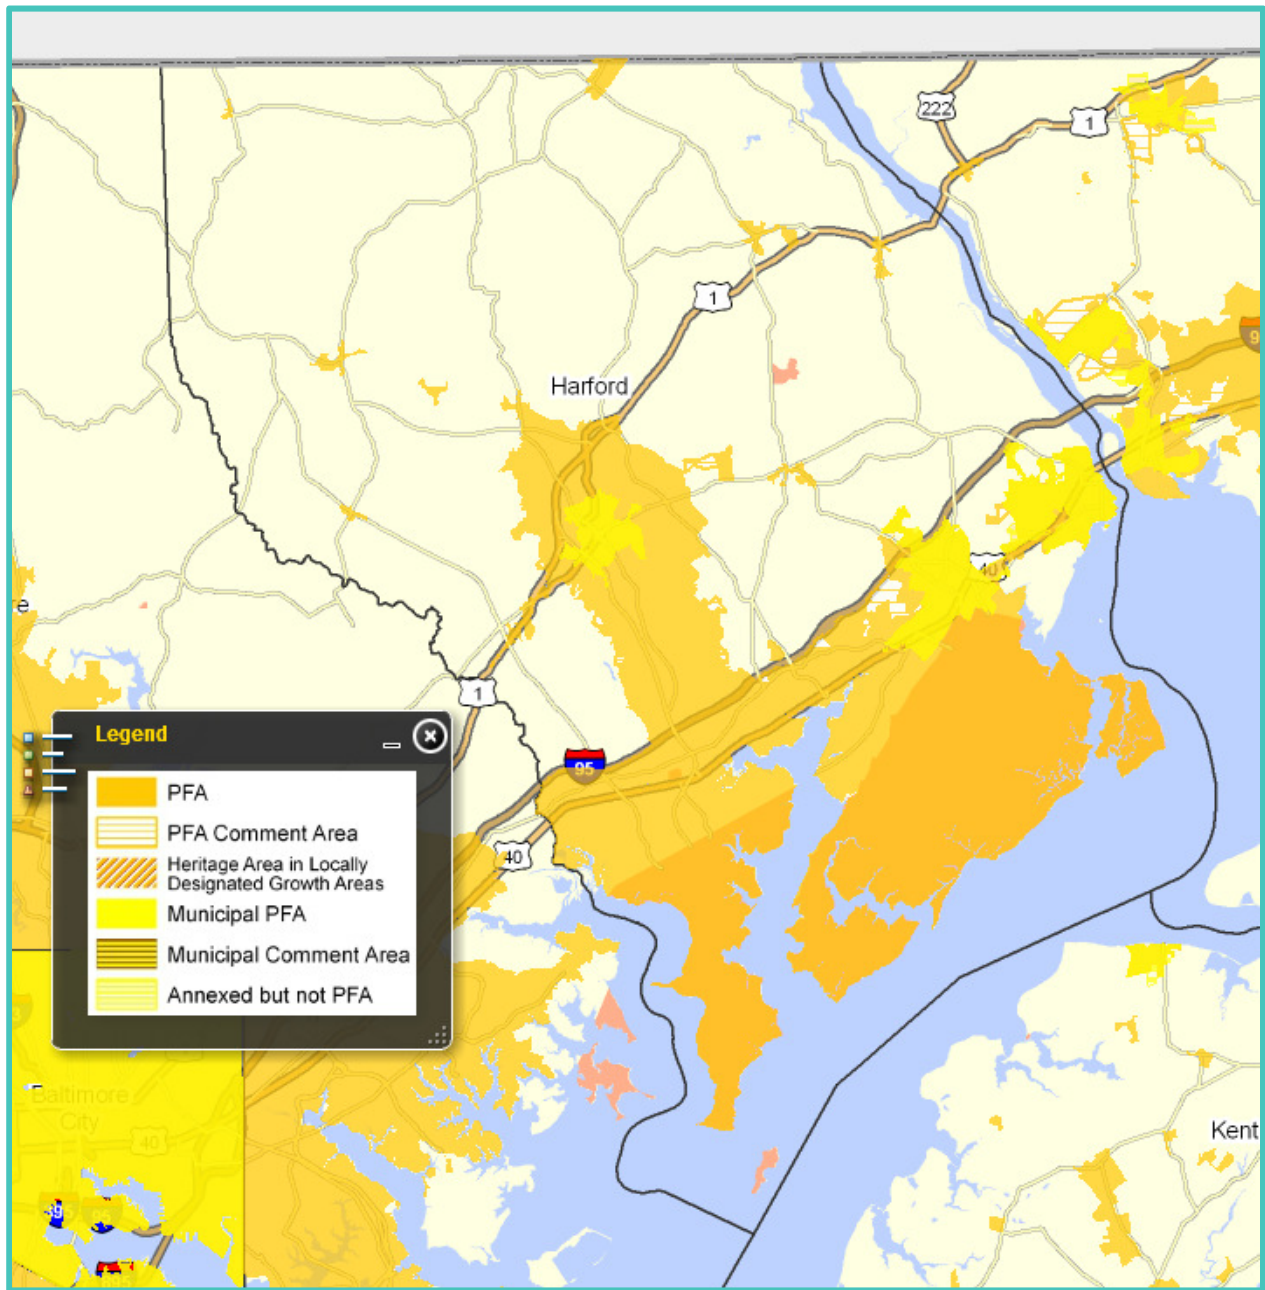 222
1
1
Harford
40
1
Legend
95
PFA
PFA Comment Area
40
Heritage Area in Locally
Designated Growth Areas
Municipal PFA
Municipal Comment Area
Annexed but not PFA
Baltimore
City
40
Kent